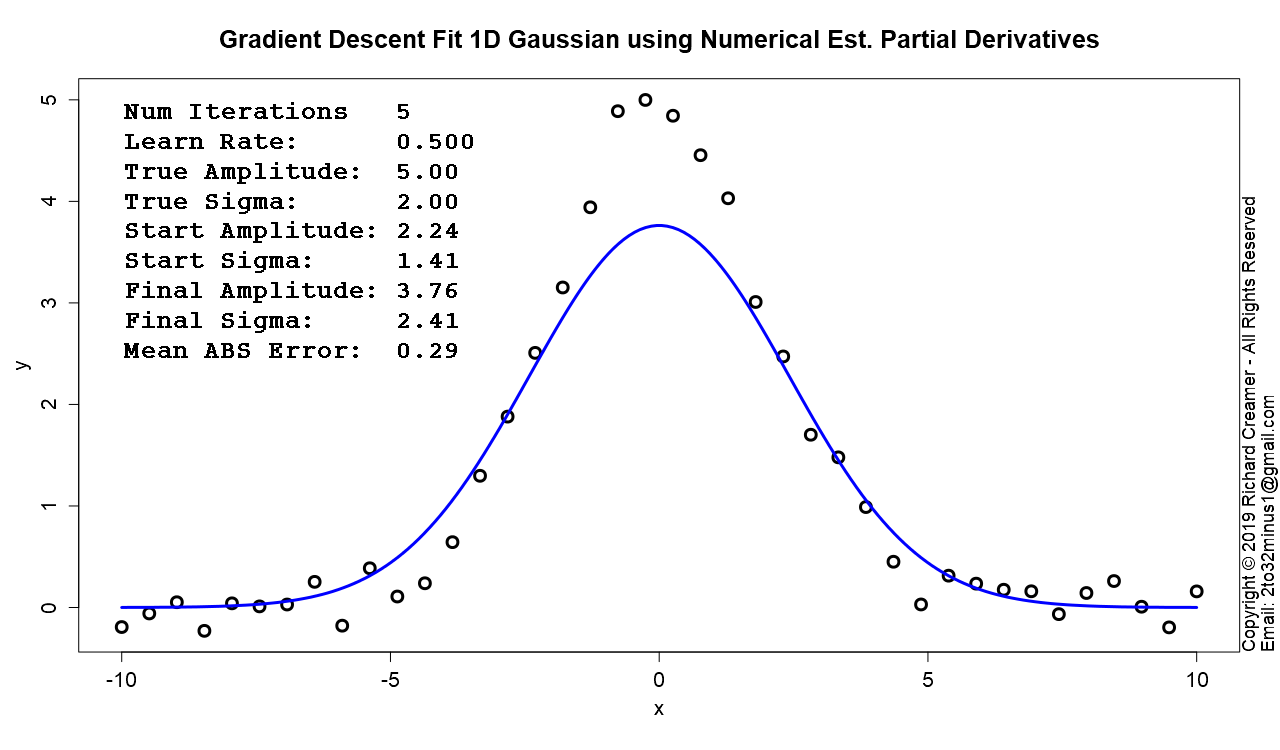 Gradient Descent Fit 1D Gaussian using Numerical Est. Partial Derivatives
Num Iterations 5
Learn Rate: 0.500
True Amplitude: 5.00
True Sigma: 2.00
Start Amplitude: 2.24
Start Sigma: 1.41
Final Amplitude: 3.76
Final Sigma: 2.41
Mean ABS Error: 0.29
5
4
3
2
1
0
y
-10 -5 0 5 10
x
Copyright © 2019 Richard Creamer - All Rights Reserved
Email: 2to32minus1@gmail.com